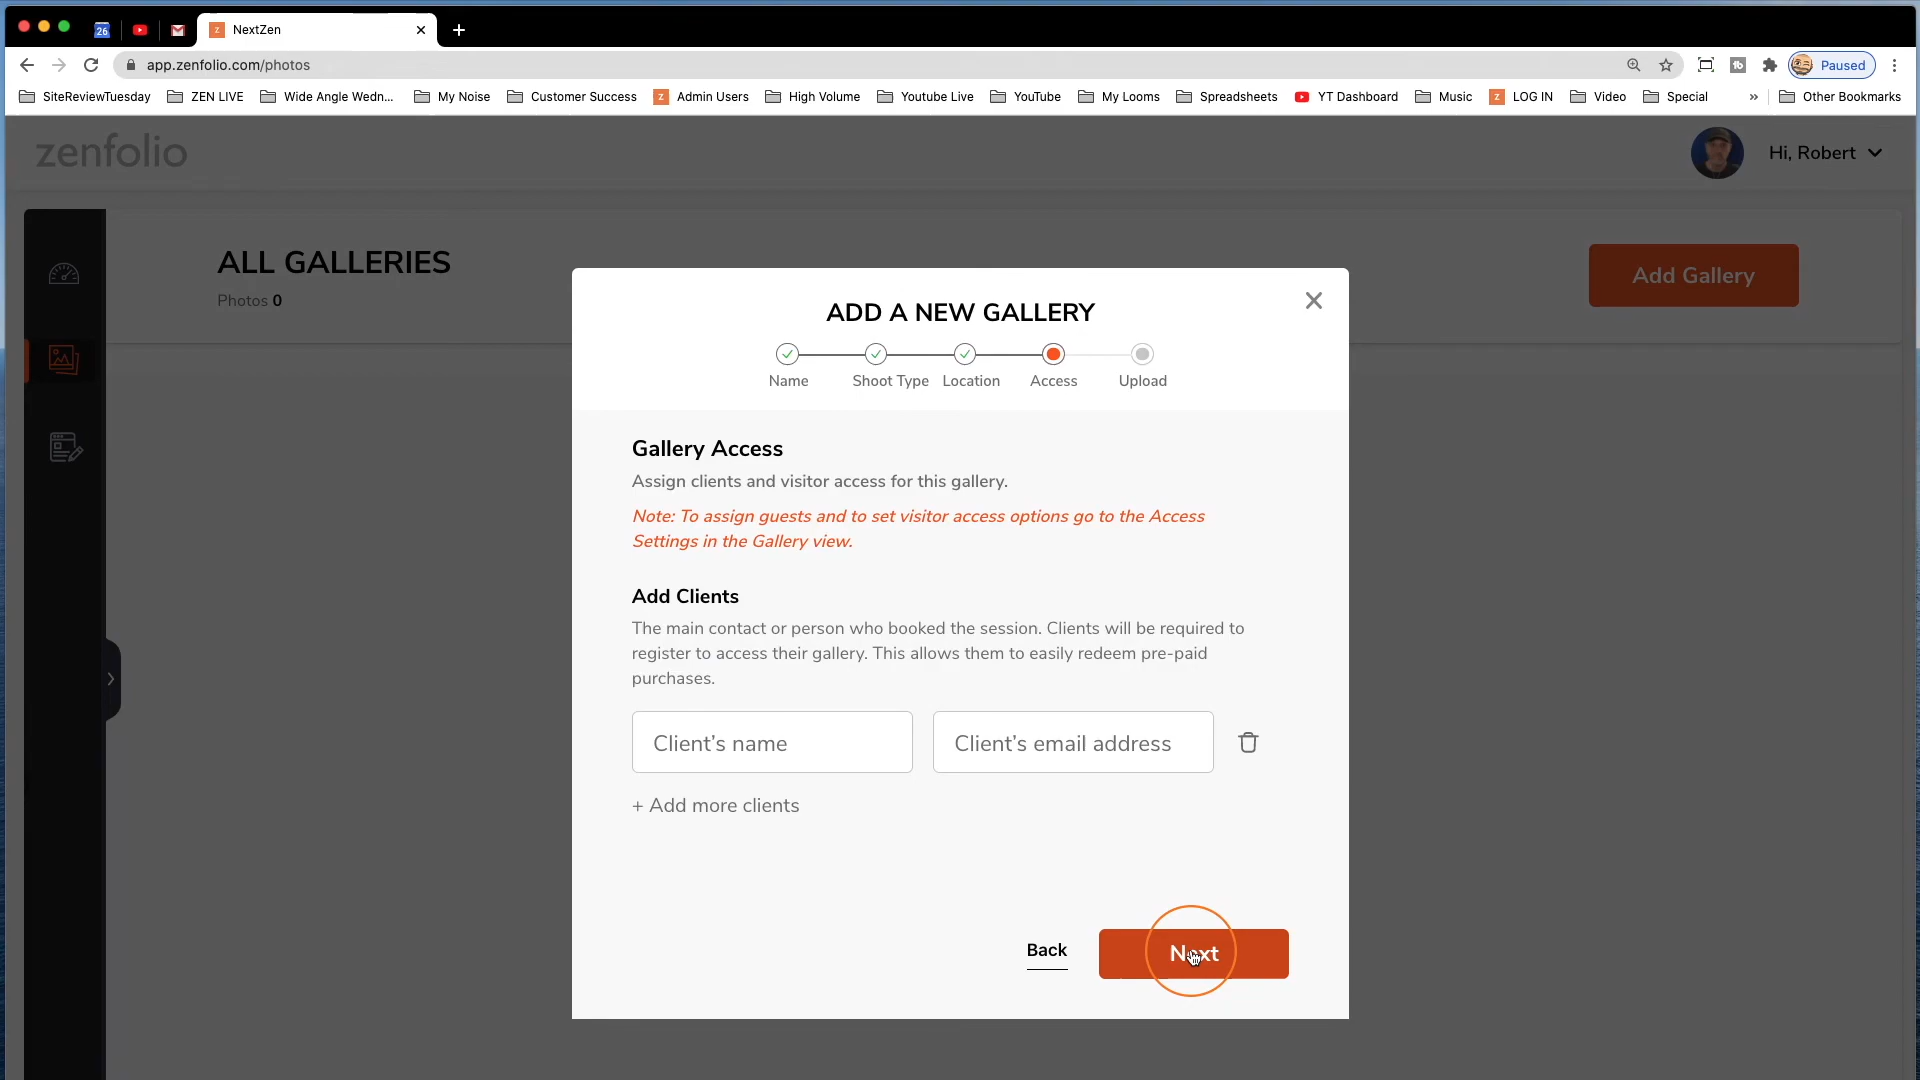 26
NextZen
app.zenfolio.com/photos
Paused
SiteReviewTuesday ZEN LIVE Wide Angle Wedn... My Noise Customer Success Admin Users High Volume Youtube Live YouTube My Looms Spreadsheets YT Dashboard Music LOG IN Video Special » Other Bookmarks
zenfolio
Hi, Robert
ALL GALLERIES
Photos 0
Add Gallery
ADD A NEW GALLERY
Name Shoot Type Location Access Upload
Gallery Access
Assign clients and visitor access for this gallery.
Note: To assign guests and to set visitor access options go to the Access
Settings in the Gallery view.
Add Clients
The main contact or person who booked the session. Clients will be required to
register to access their gallery. This allows them to easily redeem pre-paid
purchases.
Client’s name Client’s email address
+ Add more clients
Back Next